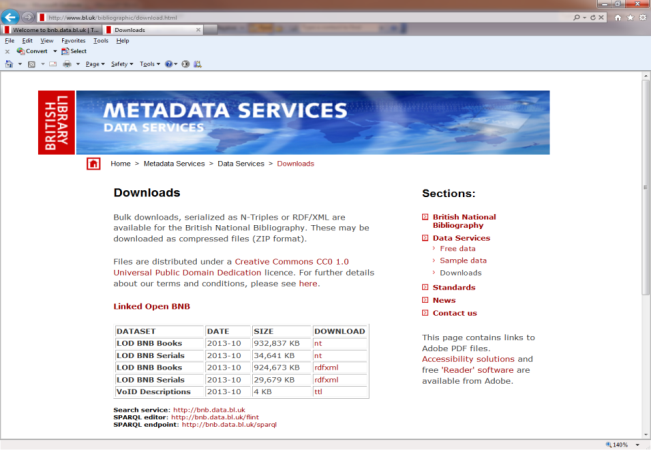 http://www.bl.uk/bibliographic/download.html
Welcome to bnb.data.bl.uk | T...
Downloads
File Edit View Favorites Tools Help
Convert Select
Page Safety Tools
BRITISH LIBRARY
METADATA SERVICES
DATA SERVICES
Home > Metadata Services > Data Services > Downloads
Downloads
Bulk downloads, serialized as N-Triples or RDF/XML are
available for the British National Bibliography. These may be
downloaded as compressed files (ZIP format).
Files are distributed under a Creative Commons CC0 1.0
Universal Public Domain Dedication licence. For further details
about our terms and conditions, please see here.
Linked Open BNB
DATASET DATE SIZE DOWNLOAD
LOD BNB Books 2013-10 932,837 KB nt
LOD BNB Serials 2013-10 34,641 KB nt
LOD BNB Books 2013-10 924,673 KB rdfxml
LOD BNB Serials 2013-10 29,679 KB rdfxml
VoID Descriptions 2013-10 4 KB ttl
Search service: http://bnb.data.bl.uk
SPARQL editor: http://bnb.data.bl.uk/flint
SPARQL endpoint: http://bnb.data.bl.uk/sparql
Sections:
British National
Bibliography
Data Services
Free data
Sample data
Downloads
Standards
News
Contact us
This page contains links to
Adobe PDF files.
Accessibility solutions and
free 'Reader' software are
available from Adobe.
140%